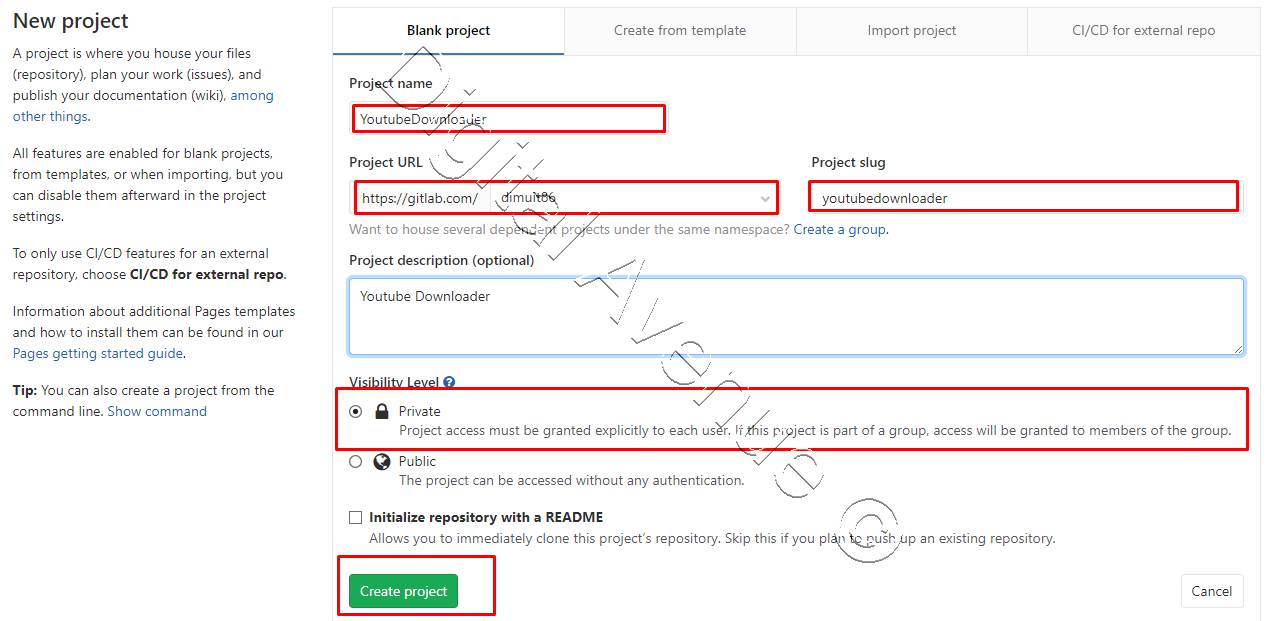 New project
A project is where you house your files
(repository), plan your work (issues), and
publish your documentation (wiki), among
other things.
All features are enabled for blank projects,
from templates, or when importing, but you
can disable them afterward in the project
settings.
To only use CI/CD features for an external
repository, choose CI/CD for external repo.
Information about additional Pages templates
and how to install them can be found in our
Pages getting started guide.
Tip: You can also create a project from the
command line. Show command
Blank project
Create from template
Import project
CI/CD for external repo
Project name
YoutubeDownloader
Project URL
https://gitlab.com/ dimuit86
Project slug
youtubedownloader
Want to house several dependent projects under the same namespace? Create a group.
Project description (optional)
Youtube Downloader
Visibility Level
Private
Project access must be granted explicitly to each user. If this project is part of a group, access will be granted to members of the group.
Public
The project can be accessed without any authentication.
Initialize repository with a README
Allows you to immediately clone this project’s repository. Skip this if you plan to push up an existing repository.
Create project
Cancel
Digital Avenue ©